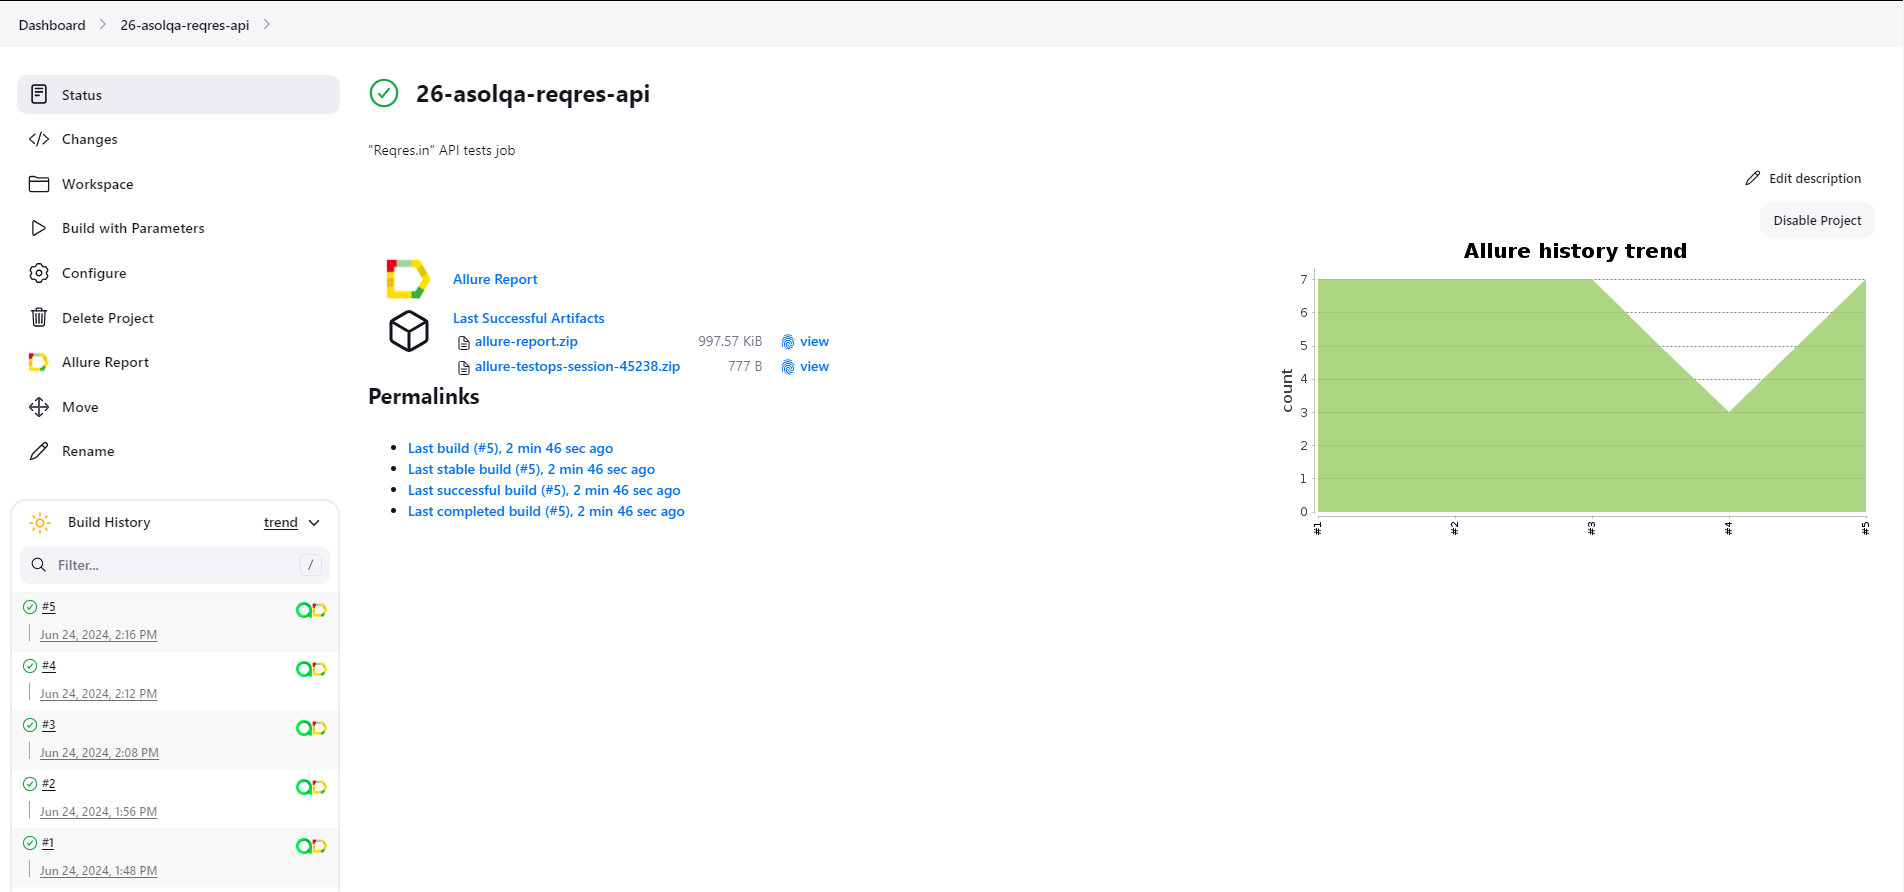 Dashboard
26-asolqa-reqres-api
Status
Changes
Workspace
Build with Parameters
Configure
Delete Project
Allure Report
Move
Rename
Build History
trend
Filter...
/
#5
Jun 24, 2024, 2:16 PM
#4
Jun 24, 2024, 2:12 PM
#3
Jun 24, 2024, 2:08 PM
#2
Jun 24, 2024, 1:56 PM
#1
Jun 24, 2024, 1:48 PM
26-asolqa-reqres-api
"Reqres.in" API tests job
Edit description
Disable Project
Allure Report
Last Successful Artifacts
allure-report.zip 997.57 KiB view
allure-testops-session-45238.zip 777 B view
Permalinks
Last build (#5), 2 min 46 sec ago
Last stable build (#5), 2 min 46 sec ago
Last successful build (#5), 2 min 46 sec ago
Last completed build (#5), 2 min 46 sec ago
Allure history trend
count
7
6
5
4
3
2
1
0
#1
#2
#3
#4
#5